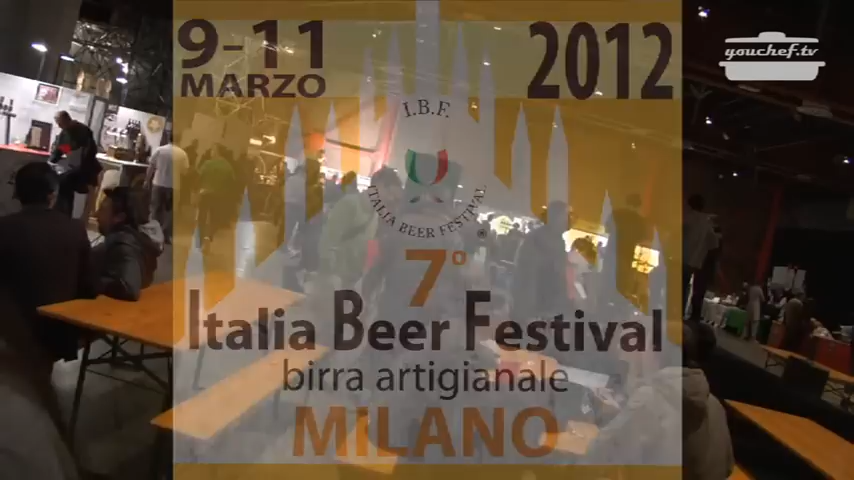 9-11
MARZO
2012
youchef.tv
I.B.F.
ITALIA BEER FESTIVAL
®
7°
Italia Beer Festival
birra artigianale
MILANO